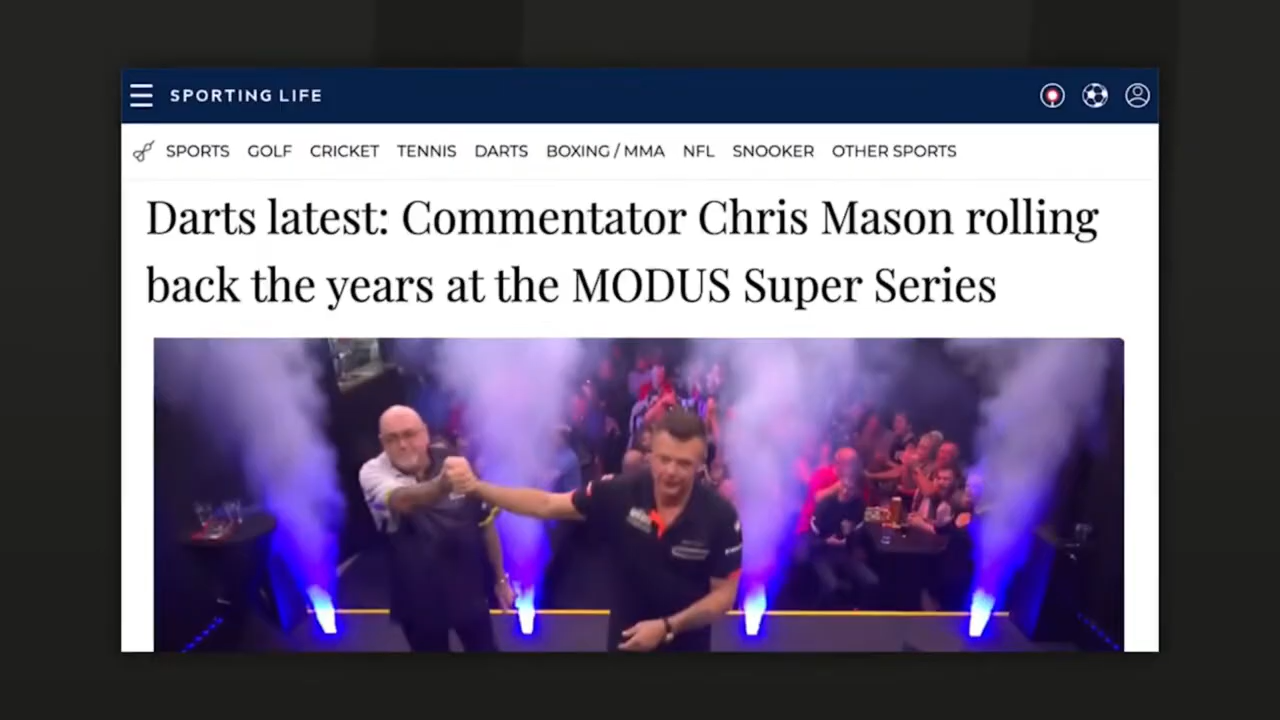 SPORTING LIFE
SPORTS GOLF CRICKET TENNIS DARTS BOXING / MMA NFL SNOOKER OTHER SPORTS
Darts latest: Commentator Chris Mason rolling
back the years at the MODUS Super Series